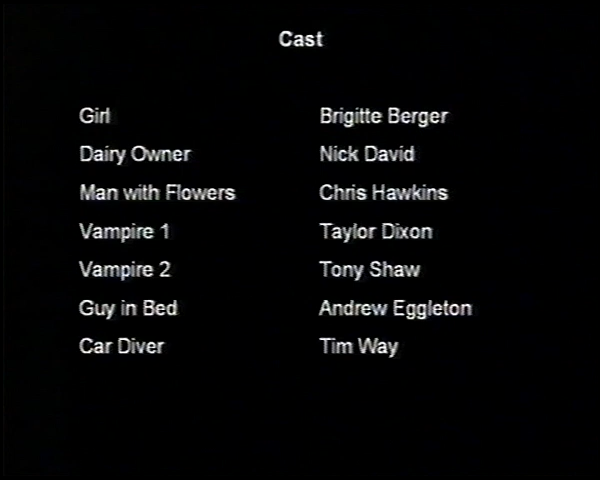 Cast
Girl Brigitte Berger
Dairy Owner Nick David
Man with Flowers Chris Hawkins
Vampire 1 Taylor Dixon
Vampire 2 Tony Shaw
Guy in Bed Andrew Eggleton
Car Diver Tim Way